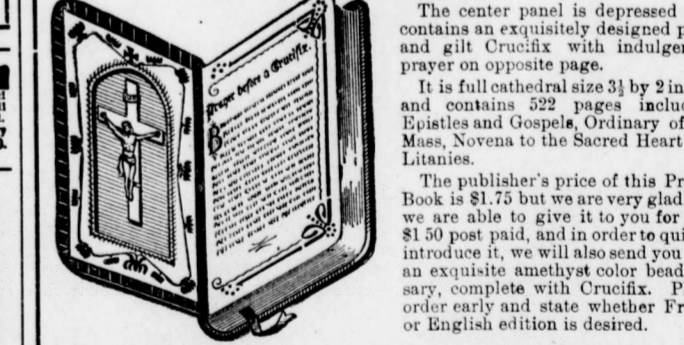 Prayer before a Crucifix.
The center panel is depressed
contains an exquisitely designed p
and gilt Crucifix with indulgen
prayer on opposite page.
It is full cathedral size 3½ by 2 in
and contains 522 pages includ
Epistles and Gospels, Ordinary of
Mass, Novena to the Sacred Heart
Litanies.
The publisher's price of this Pr
Book is $1.75 but we are very glad
we are able to give it to you for
$1 50 post paid, and in order to qui
introduce it, we will also send you
an exquisite amethyst color bead
sary, complete with Crucifix. P
order early and state whether Fr
or English edition is desired.